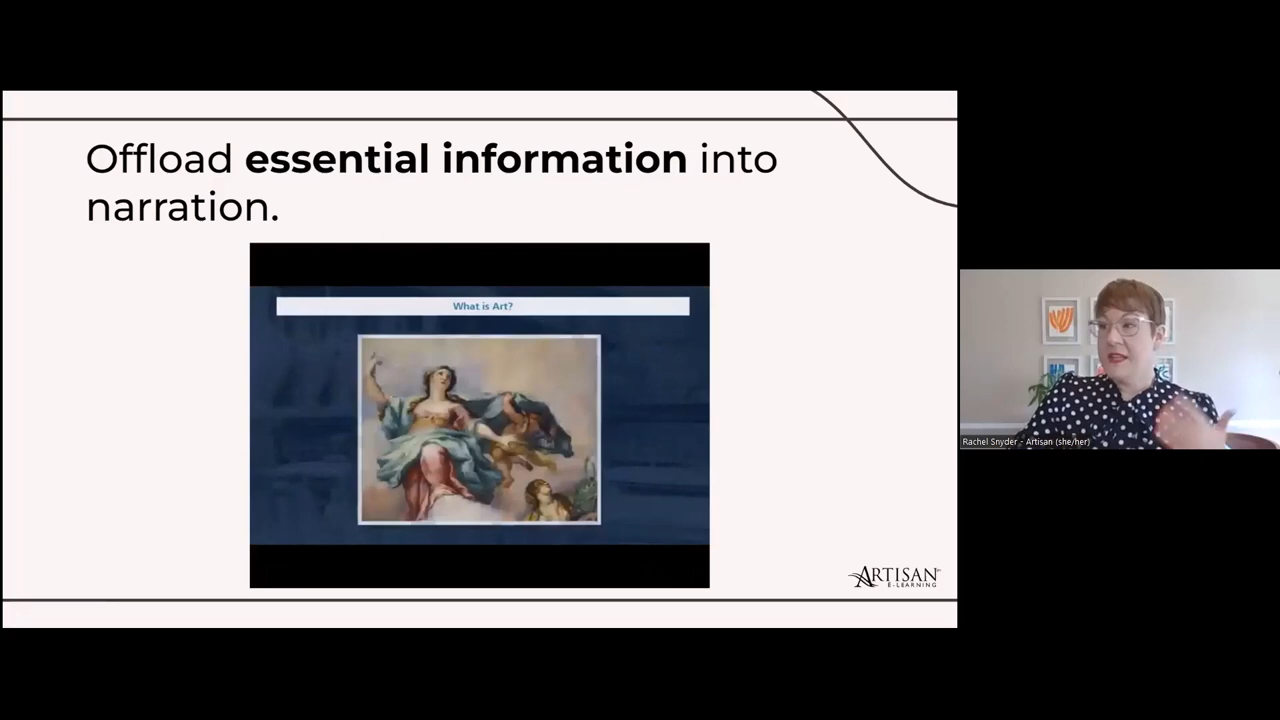 Offload essential information into
narration.
What is Art?
ARTISAN
E-LEARNING
Rachel Snyder - Artisan (she/her)